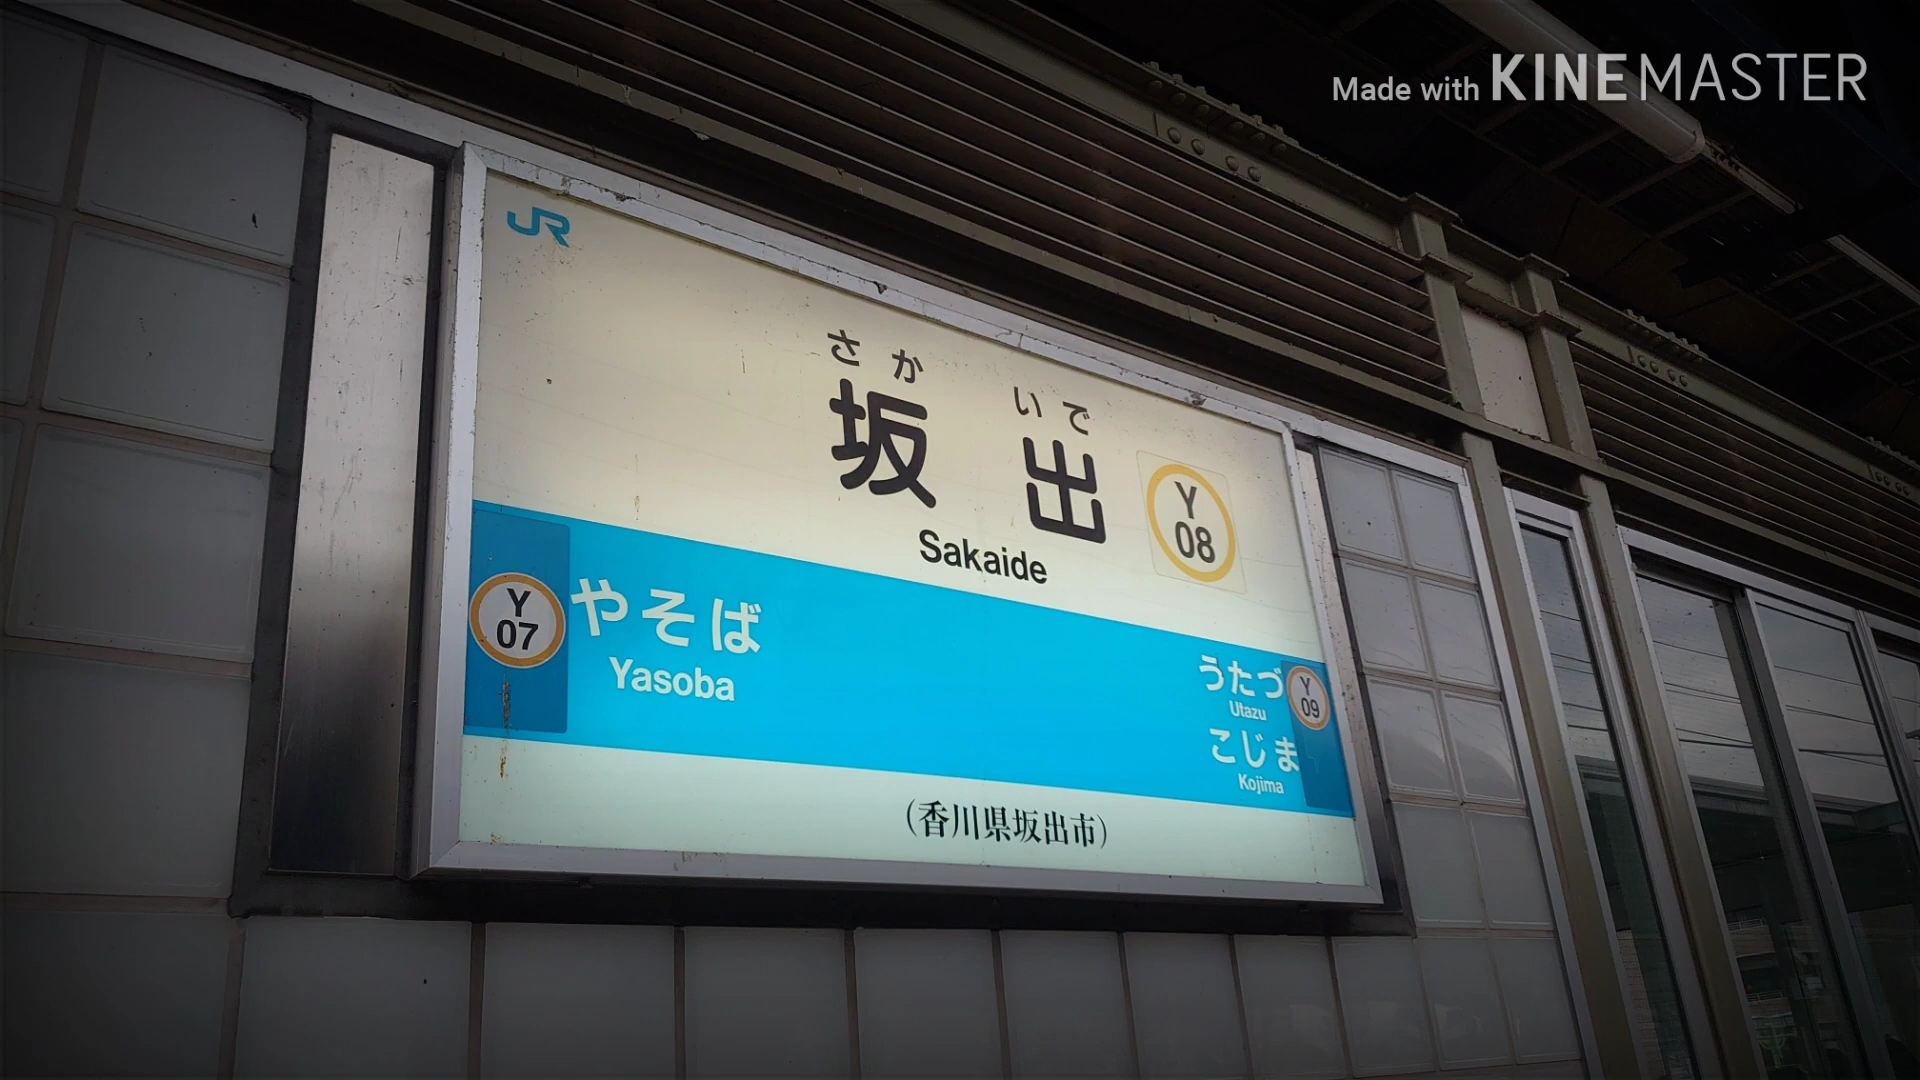 Made with KINEMASTER
JR
さか いで
坂 出
Sakaide
Y
08
Y
07
やそば
Yasoba
うたづ
Utazu
Y
09
こじま
Kojima
(香川県坂出市)